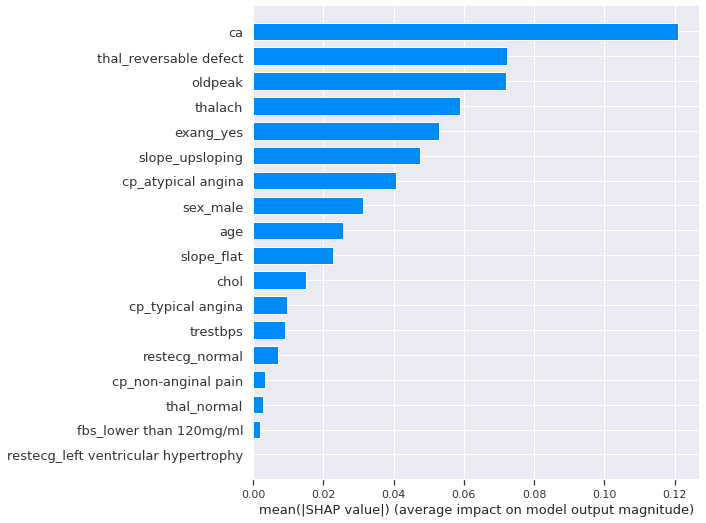 ca
thal_reversable defect
oldpeak
thalach
exang_yes
slope_upsloping
cp_atypical angina
sex_male
age
slope_flat
chol
cp_typical angina
trestbps
restecg_normal
cp_non-anginal pain
thal_normal
fbs_lower than 120mg/ml
restecg_left ventricular hypertrophy
0.00 0.02 0.04 0.06 0.08 0.10 0.12
mean(|SHAP value|) (average impact on model output magnitude)